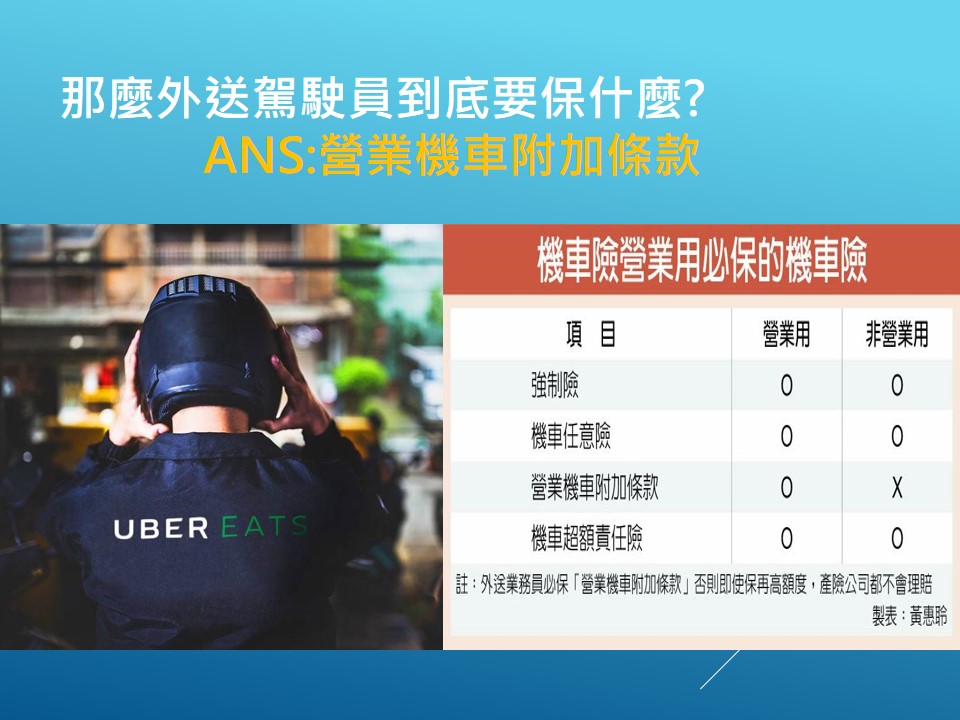 那麼外送駕駛員到底要保什麼?
ANS:營業機車附加條款
UBER EATS
機車險營業用必保的機車險
項 目 營業用 非營業用
強制險 O O
機車任意險 O O
營業機車附加條款 O X
機車超額責任險 O O
註：外送業務員必保「營業機車附加條款」否則即使保再高額度，產險公司都不會理賠
製表：黃惠聆